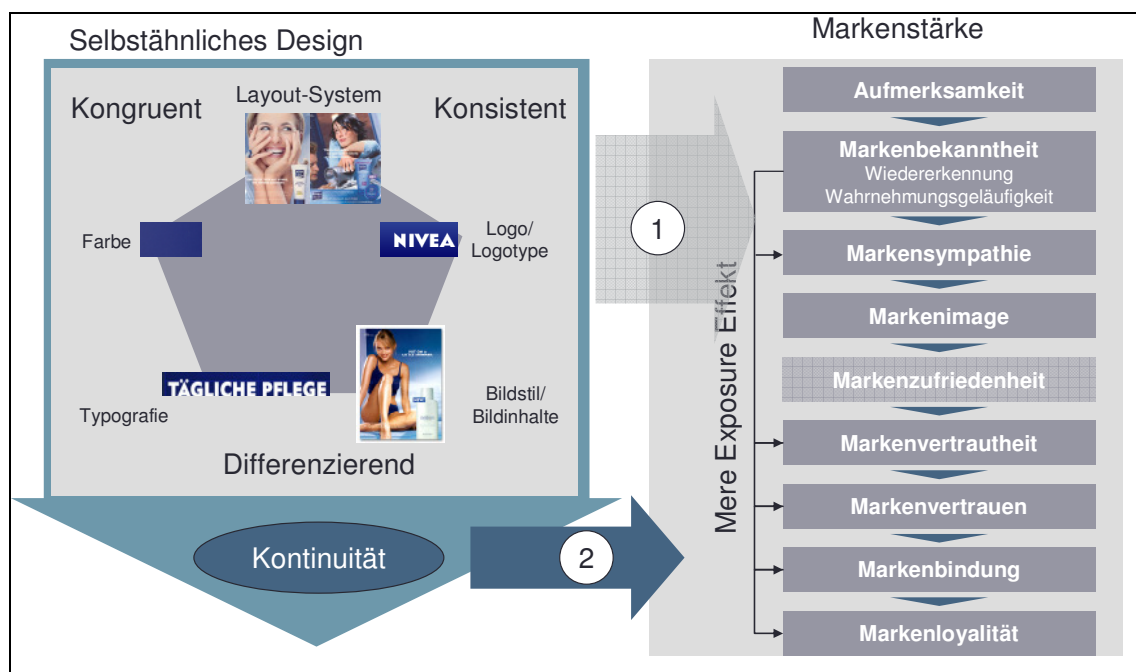 Selbstähnliches Design
Kongruent
Layout-System
Konsistent
Farbe
NIVEA
Logo/
Logotype
TÄGLICHE PFLEGE
Typografie
Bildstil/
Bildinhalte
Differenzierend
Kontinuität
1
2
Markenstärke
Mere Exposure Effekt
Aufmerksamkeit
Markenbekanntheit
Wiedererkennung
Wahrnehmungsgeläufigkeit
Markensympathie
Markenimage
Markenzufriedenheit
Markenvertrautheit
Markenvertrauen
Markenbindung
Markenloyalität